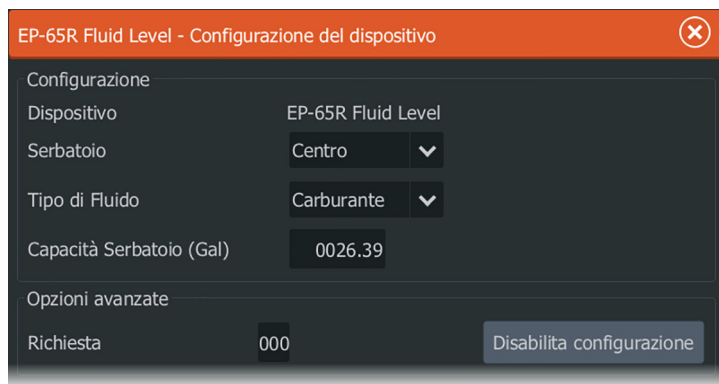 EP-65R Fluid Level - Configurazione del dispositivo
Configurazione
Dispositivo EP-65R Fluid Level
Serbatoio Centro
Tipo di Fluido Carburante
Capacità Serbatoio (Gal) 0026.39
Opzioni avanzate
Richiesta 000 Disabilita configurazione